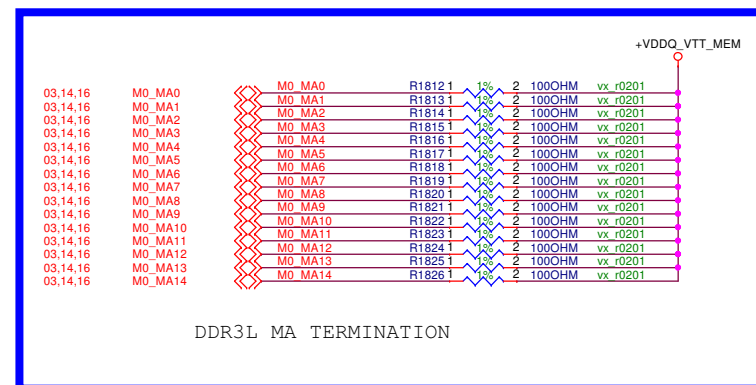 +VDDQ_VTT_MEM
03,14,16 M0_MA0 M0_MA0 R1812 1 1% 2 100OHM vx_r0201
03,14,16 M0_MA1 M0_MA1 R1813 1 1% 2 100OHM vx_r0201
03,14,16 M0_MA2 M0_MA2 R1814 1 1% 2 100OHM vx_r0201
03,14,16 M0_MA3 M0_MA3 R1815 1 1% 2 100OHM vx_r0201
03,14,16 M0_MA4 M0_MA4 R1816 1 1% 2 100OHM vx_r0201
03,14,16 M0_MA5 M0_MA5 R1817 1 1% 2 100OHM vx_r0201
03,14,16 M0_MA6 M0_MA6 R1818 1 1% 2 100OHM vx_r0201
03,14,16 M0_MA7 M0_MA7 R1819 1 1% 2 100OHM vx_r0201
03,14,16 M0_MA8 M0_MA8 R1820 1 1% 2 100OHM vx_r0201
03,14,16 M0_MA9 M0_MA9 R1821 1 1% 2 100OHM vx_r0201
03,14,16 M0_MA10 M0_MA10 R1822 1 1% 2 100OHM vx_r0201
03,14,16 M0_MA11 M0_MA11 R1823 1 1% 2 100OHM vx_r0201
03,14,16 M0_MA12 M0_MA12 R1824 1 1% 2 100OHM vx_r0201
03,14,16 M0_MA13 M0_MA13 R1825 1 1% 2 100OHM vx_r0201
03,14,16 M0_MA14 M0_MA14 R1826 1 1% 2 100OHM vx_r0201
DDR3L MA TERMINATION